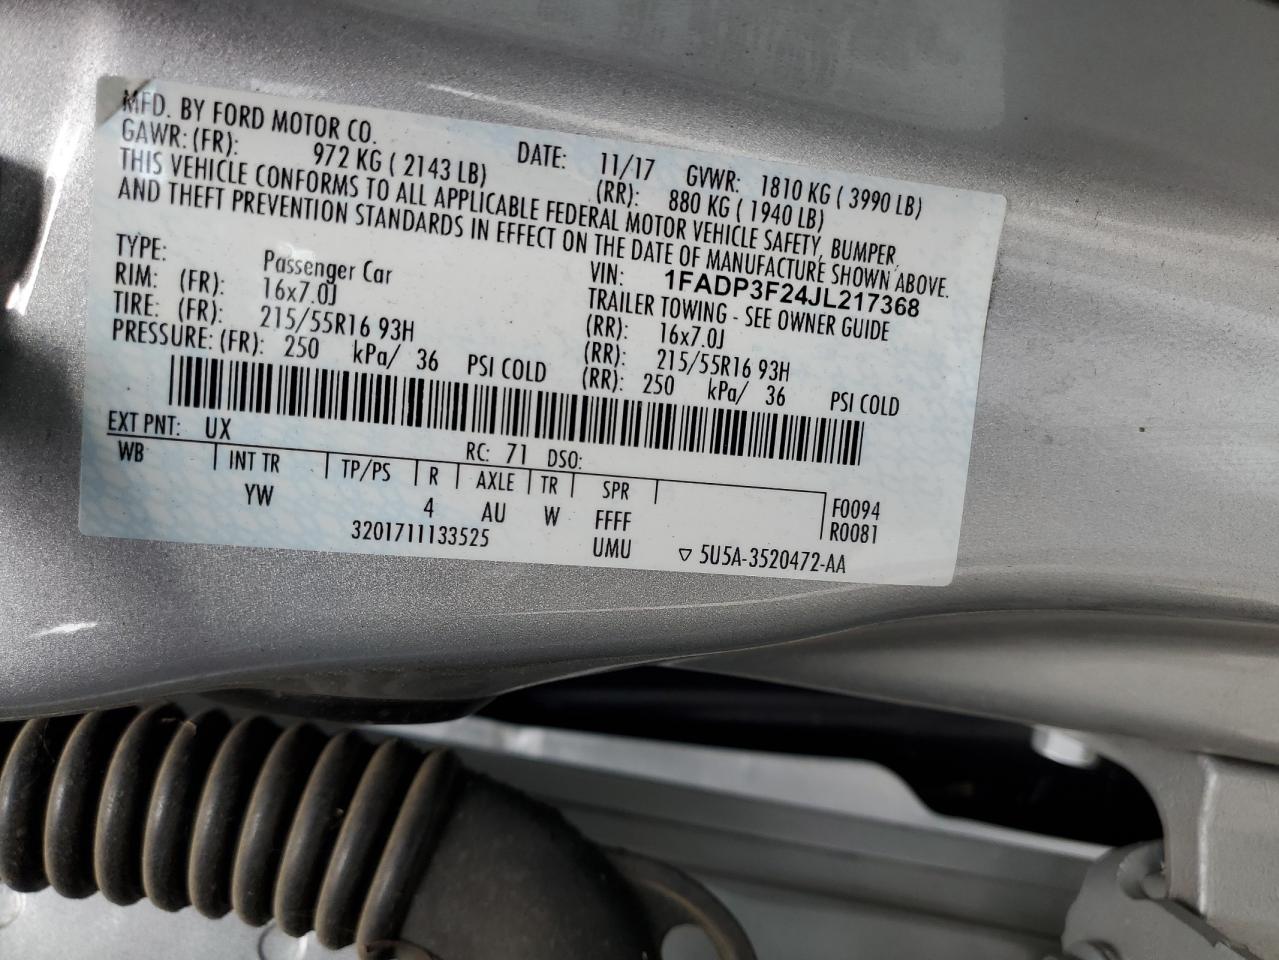 MFD. BY FORD MOTOR CO. DATE: 11/17 GVWR: 1810 KG ( 3990 LB)
GAWR: (FR): 972 KG ( 2143 LB) (RR): 880 KG ( 1940 LB)
THIS VEHICLE CONFORMS TO ALL APPLICABLE FEDERAL MOTOR VEHICLE SAFETY, BUMPER,
AND THEFT PREVENTION STANDARDS IN EFFECT ON THE DATE OF MANUFACTURE SHOWN ABOVE.
VIN: 1FADP3F24JL217368
TYPE: Passenger Car TRAILER TOWING - SEE OWNER GUIDE
RIM: (FR): 16x7.0J (RR): 16x7.0J
TIRE: (FR): 215/55R16 93H (RR): 215/55R16 93H
PRESSURE: (FR): 250 kPa/ 36 PSI COLD (RR): 250 kPa/ 36 PSI COLD
EXT PNT: UX RC: 71 DSO:
WB INT TR TP/PS R AXLE TR SPR F0094
YW 4 AU W FFFF R0081
3201711133525 UMU ▽ 5U5A-3520472-AA